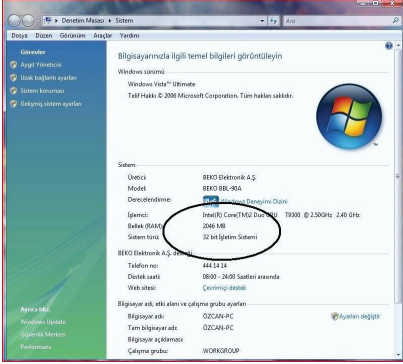 Denetim Masası ▸ Sistem
Ara
Dosya Düzen Görünüm Araçlar Yardım
Görevler
Aygıt Yöneticisi
Uzak bağlantı ayarları
Sistem koruması
Gelişmiş sistem ayarları
Bilgisayarınızla ilgili temel bilgileri görüntüleyin
Windows sürümü
Windows Vista™ Ultimate
Telif Hakkı © 2006 Microsoft Corporation. Tüm hakları saklıdır.
Sistem
Üretici: BEKO Elektronik A.Ş.
Model: BEKO BBL-90A
Derecelendirme: Windows Deneyimi Dizini
İşlemci: Intel(R) Core(TM)2 Duo CPU T9300 @ 2.50GHz 2.40 GHz
Bellek (RAM): 2046 MB
Sistem türü: 32 bit İşletim Sistemi
BEKO Elektronik A.Ş. desteği
Telefon no: 444 14 14
Destek saati: 08:00 - 24:00 Saatleri arasında
Web sitesi: Çevrimiçi destek
Bilgisayar adı, etki alanı ve çalışma grubu ayarları
Bilgisayar adı: ÖZCAN-PC Ayarları değiştir
Tam bilgisayar adı: ÖZCAN-PC
Bilgisayar açıklaması:
Çalışma grubu: WORKGROUP
Ayrıca bkz.
Windows Update
Güvenlik Merkezi
Performans